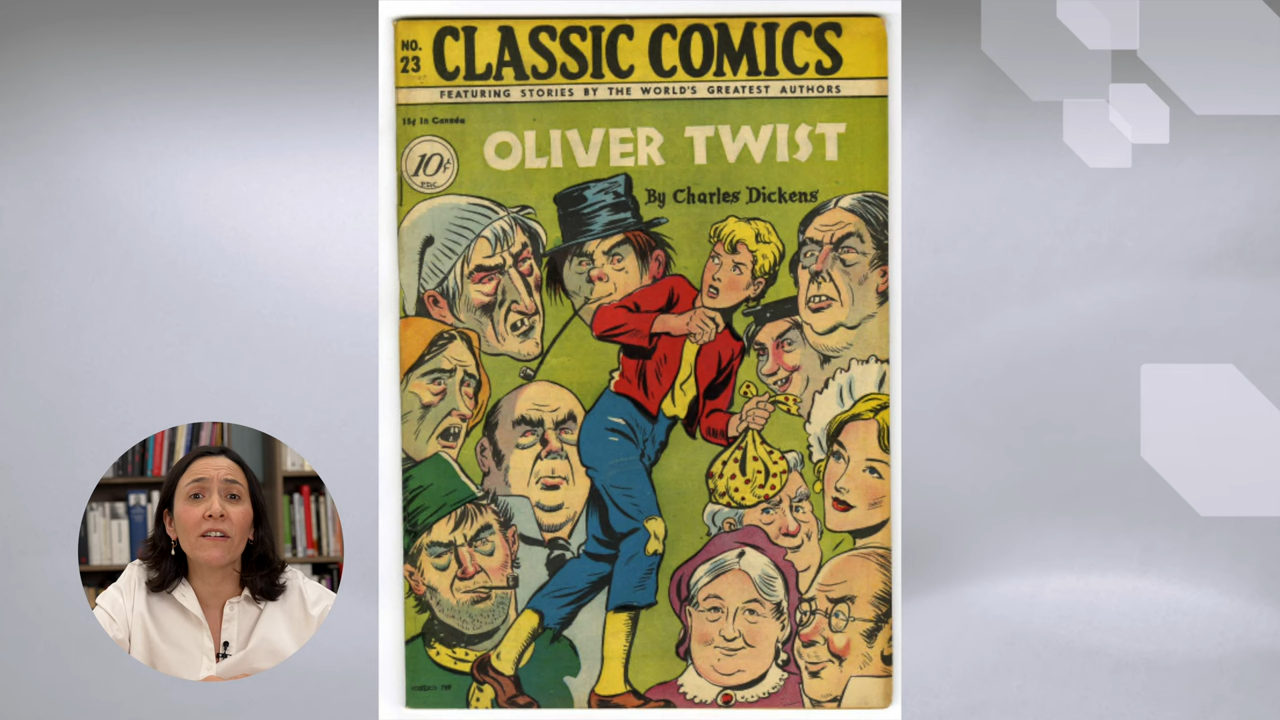 NO.
23
CLASSIC COMICS
FEATURING STORIES BY THE WORLD'S GREATEST AUTHORS
15¢ In Canada
10¢
OLIVER TWIST
By Charles Dickens